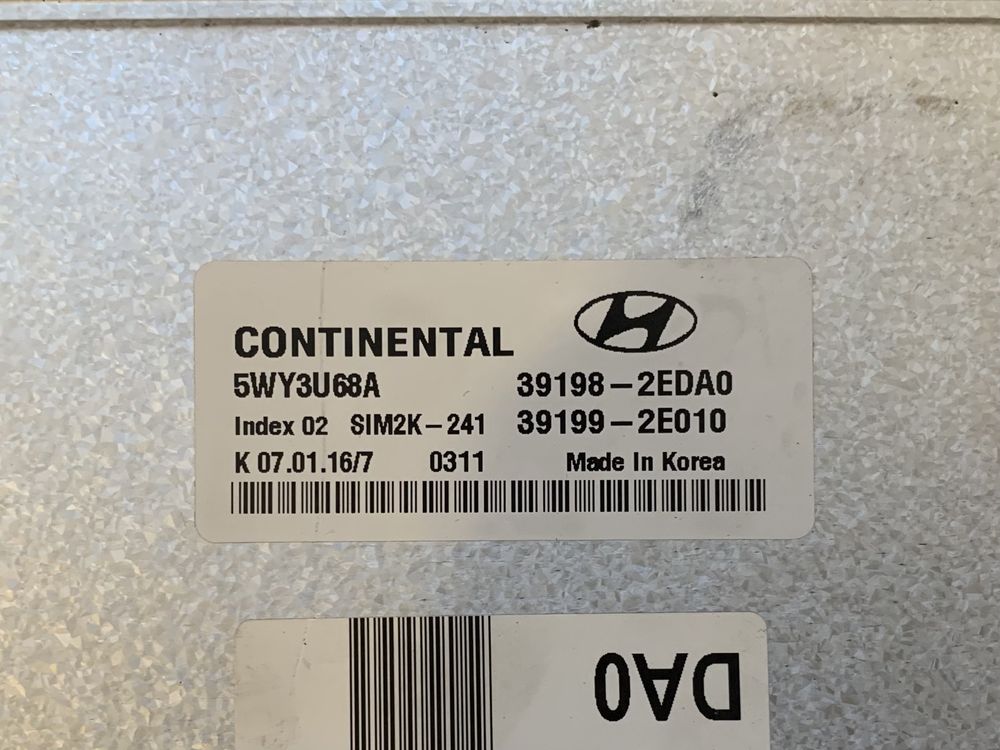 CONTINENTAL
5WY3U68A 39198-2EDA0
Index 02 SIM2K-241 39199-2E010
K 07.01.16/7 0311 Made In Korea
DA0